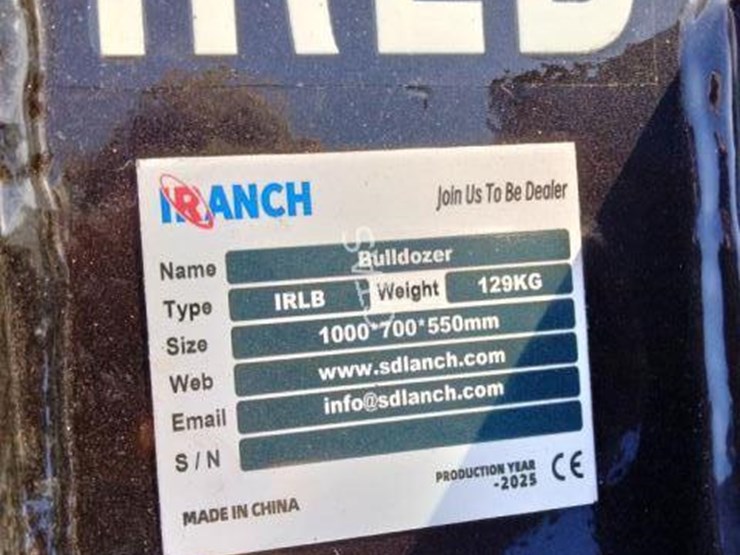 IRLB
IRANCH
Join Us To Be Dealer
Name Bulldozer
Type IRLB Weight 129KG
Size 1000*700*550mm
Web www.sdlanch.com
Email info@sdlanch.com
S/N
PRODUCTION YEAR
-2025 CE
MADE IN CHINA